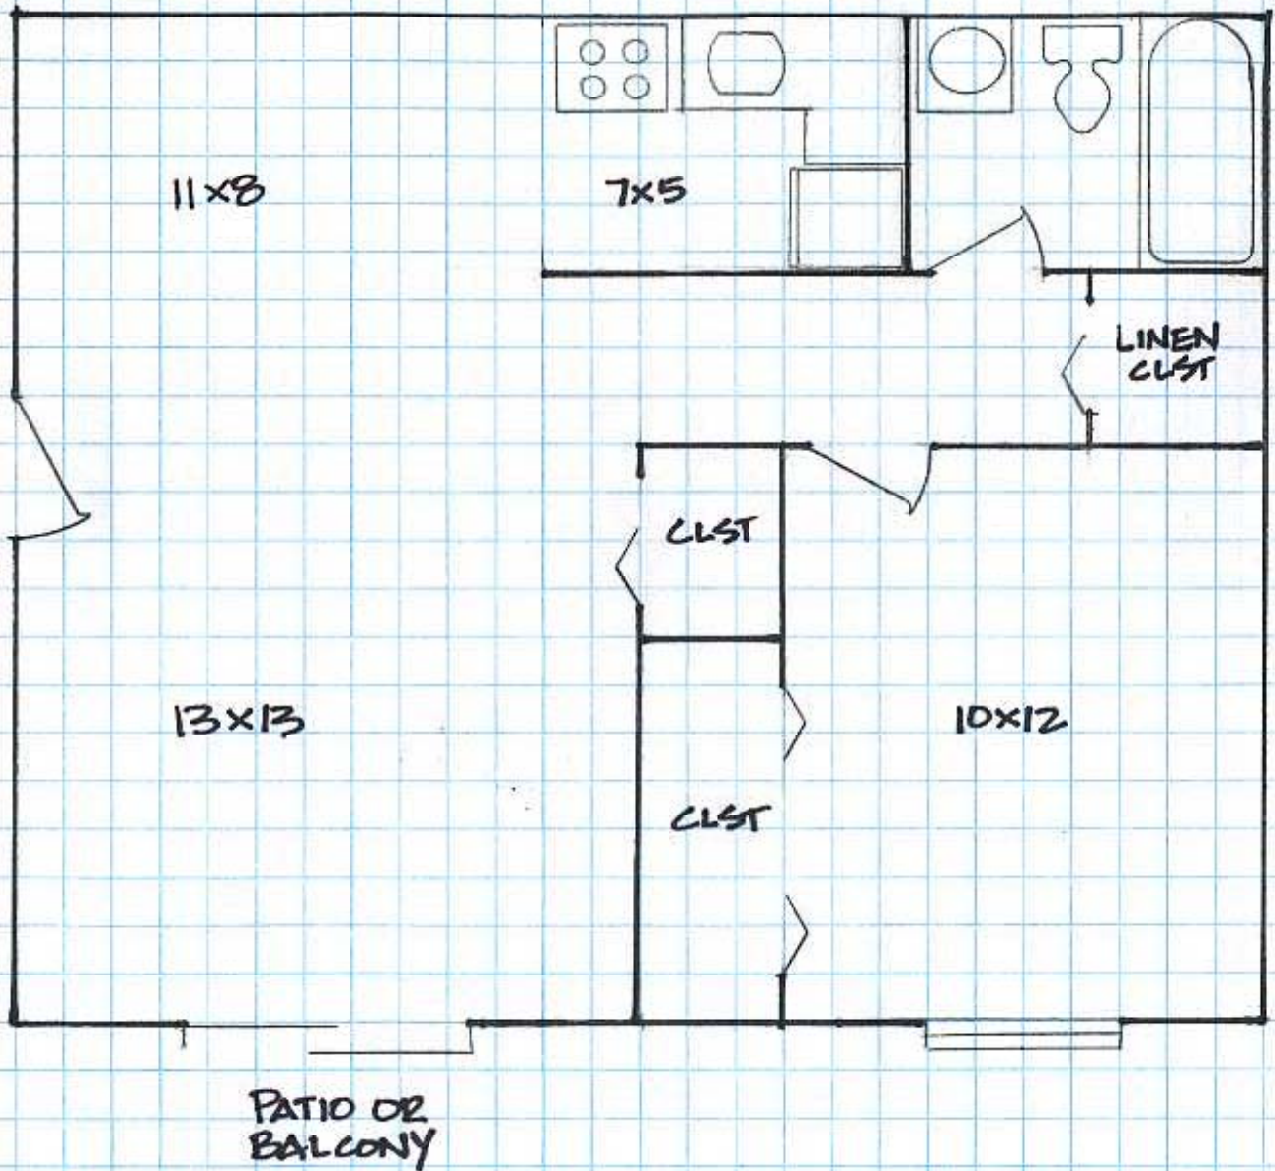 11x8
7x5
LINEN
CLST
CLST
13x13
10x12
CLST
PATIO OR
BALCONY